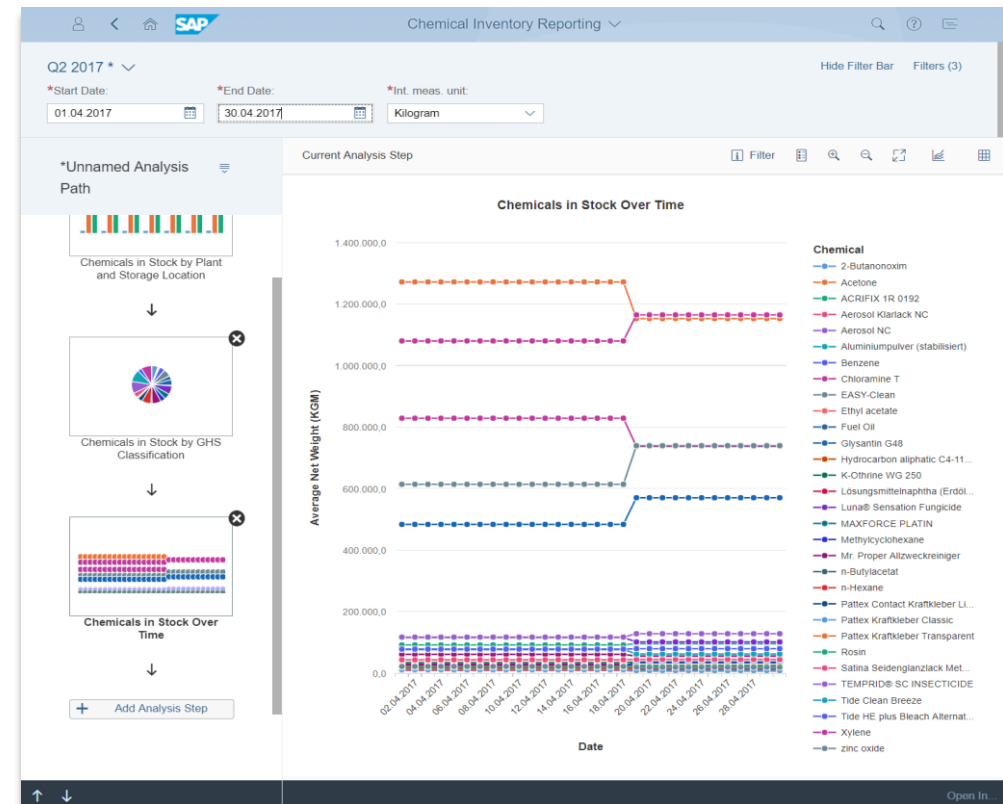 SAP
Chemical Inventory Reporting
Q2 2017 *
Hide Filter Bar Filters (3)
*Start Date: *End Date: *Int. meas. unit:
01.04.2017 30.04.2017 Kilogram
*Unnamed Analysis
Path
Current Analysis Step
Filter
Chemicals in Stock by Plant
and Storage Location
Chemicals in Stock by GHS
Classification
Chemicals in Stock Over
Time
+ Add Analysis Step
Chemicals in Stock Over Time
Average Net Weight (KGM)
1.400.000,0
1.200.000,0
1.000.000,0
800.000,0
600.000,0
400.000,0
200.000,0
0,0
02.04.2017
04.04.2017
06.04.2017
08.04.2017
10.04.2017
12.04.2017
14.04.2017
16.04.2017
18.04.2017
20.04.2017
22.04.2017
24.04.2017
26.04.2017
28.04.2017
Date
Chemical
2-Butanonoxim
Acetone
ACRIFIX 1R 0192
Aerosol Klarlack NC
Aerosol NC
Aluminiumpulver (stabilisiert)
Benzene
Chloramine T
EASY-Clean
Ethyl acetate
Fuel Oil
Glysantin G48
Hydrocarbon aliphatic C4-11...
K-Othrine WG 250
Lösungsmittelnaphtha (Erdöl...
Luna® Sensation Fungicide
MAXFORCE PLATIN
Methylcyclohexane
Mr. Proper Allzweckreiniger
n-Butylacetat
n-Hexane
Pattex Contact Kraftkleber Li...
Pattex Kraftkleber Classic
Pattex Kraftkleber Transparent
Rosin
Satina Seidenglanzlack Met...
TEMPRID® SC INSECTICIDE
Tide Clean Breeze
Tide HE plus Bleach Alternat...
Xylene
zinc oxide
Open In...